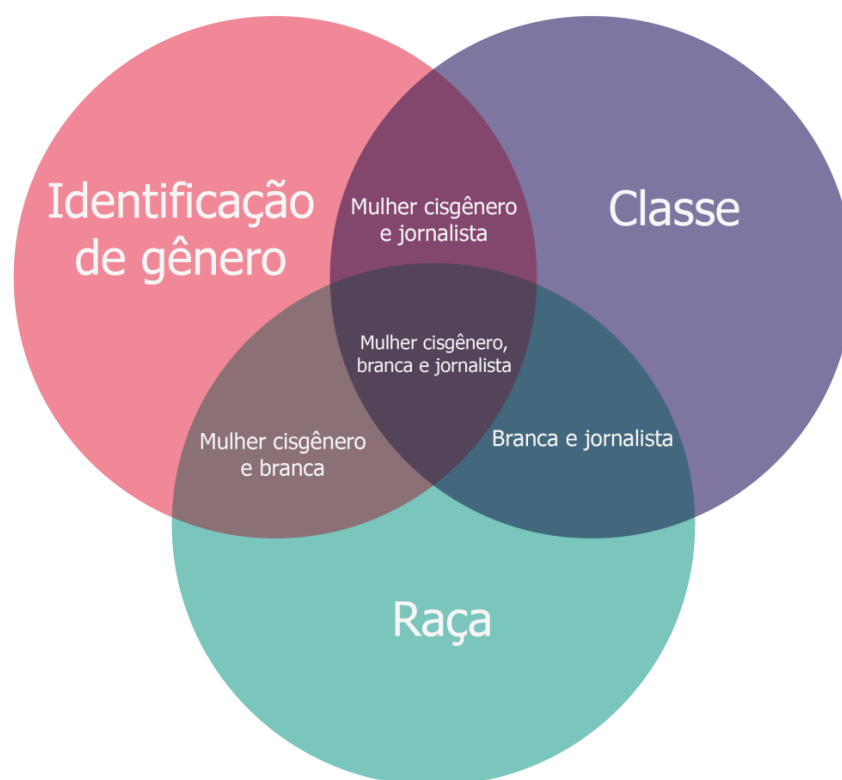 Identificação
de gênero
Mulher cisgênero
e jornalista
Classe
Mulher cisgênero,
branca e jornalista
Mulher cisgênero
e branca
Branca e jornalista
Raça